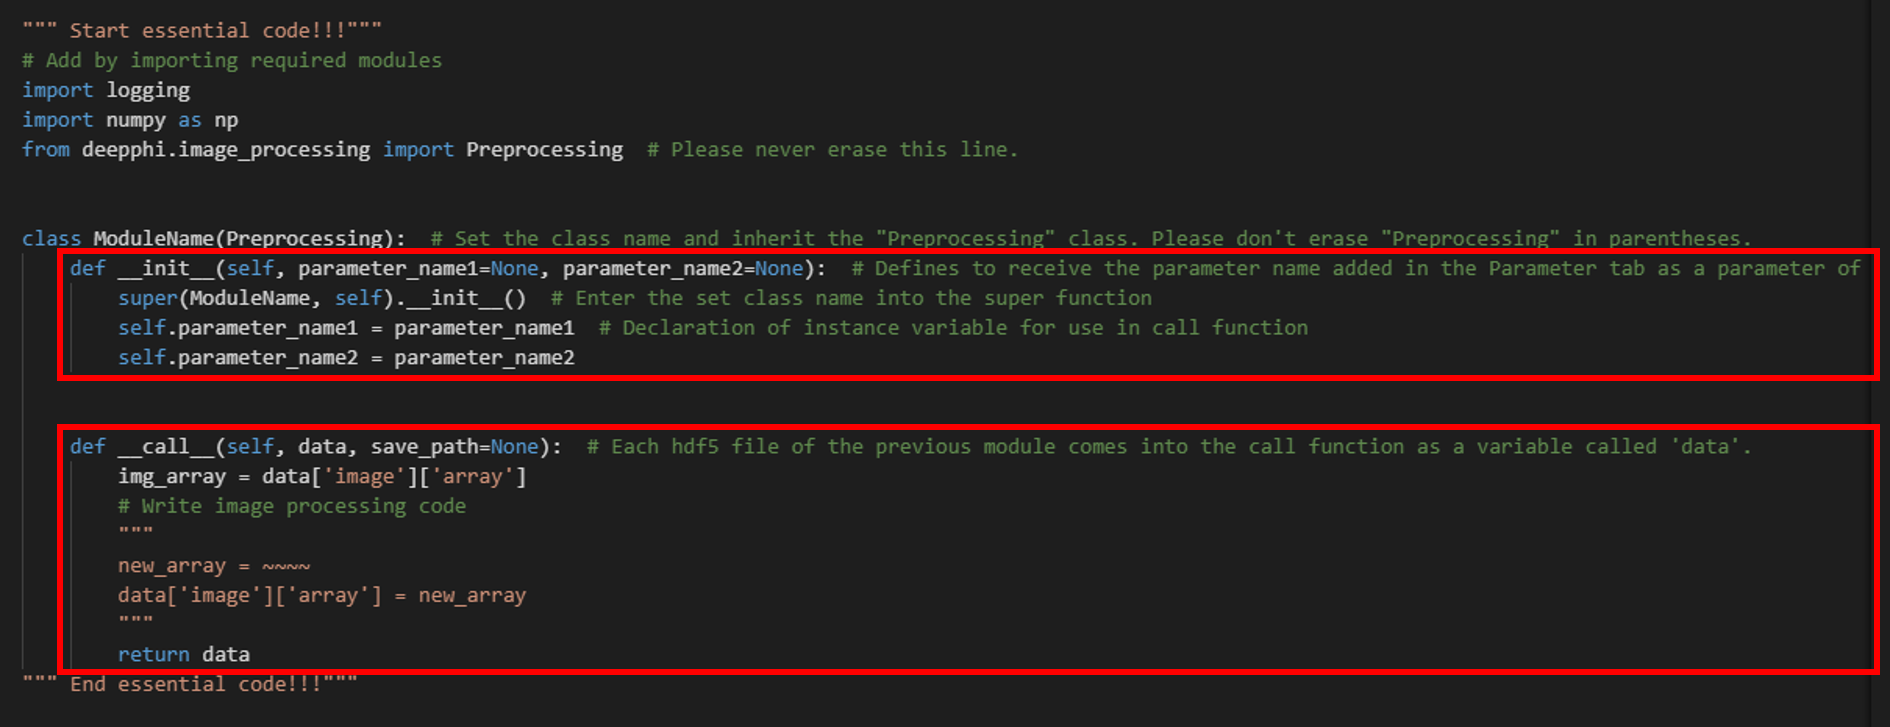 """ Start essential code!!!"""
# Add by importing required modules
import logging
import numpy as np
from deepphi.image_processing import Preprocessing  # Please never erase this line.
class ModuleName(Preprocessing):  # Set the class name and inherit the "Preprocessing" class. Please don't erase "Preprocessing" in parentheses.
    def __init__(self, parameter_name1=None, parameter_name2=None):  # Defines to receive the parameter name added in the Parameter tab as a parameter of
        super(ModuleName, self).__init__()  # Enter the set class name into the super function
        self.parameter_name1 = parameter_name1  # Declaration of instance variable for use in call function
        self.parameter_name2 = parameter_name2
    def __call__(self, data, save_path=None):  # Each hdf5 file of the previous module comes into the call function as a variable called 'data'.
        img_array = data['image']['array']
        # Write image processing code
        """
        new_array = ~~~~
        data['image']['array'] = new_array
        """
        return data
""" End essential code!!!"""